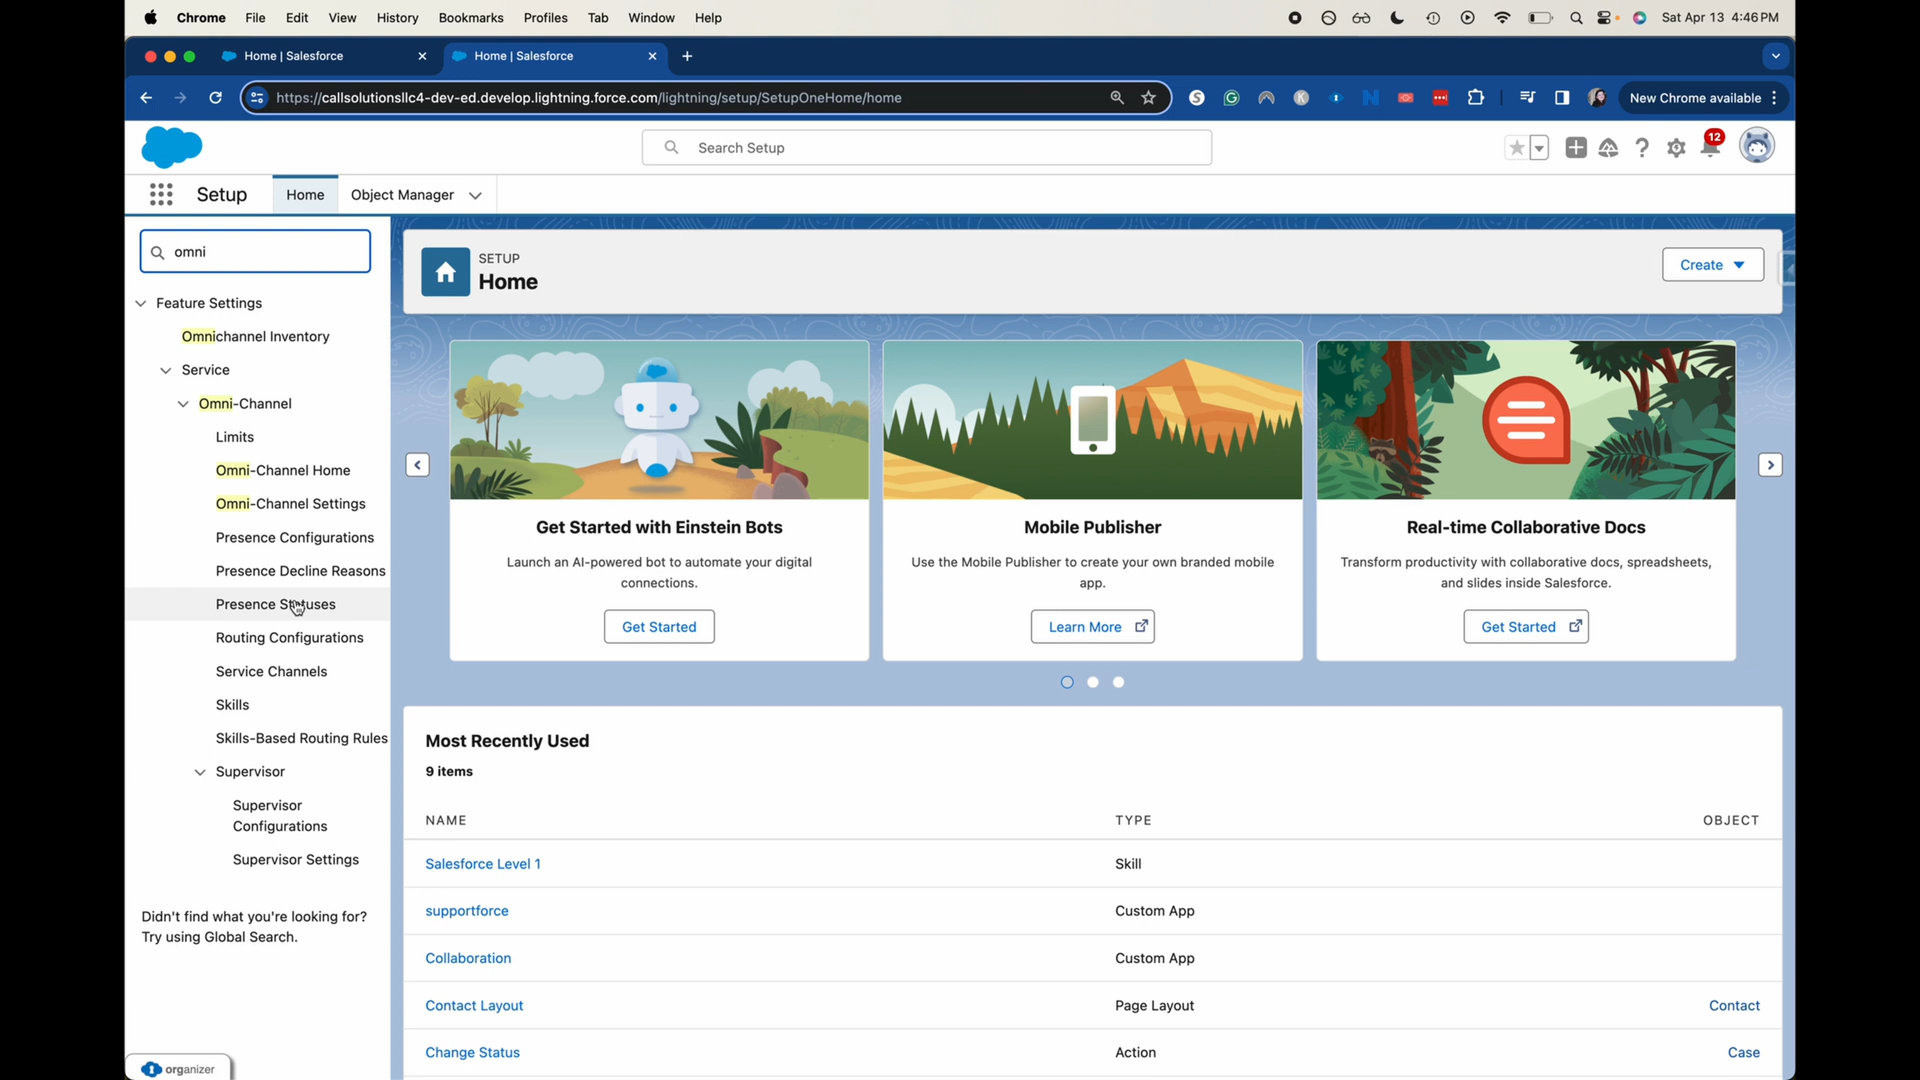 Chrome File Edit View History Bookmarks Profiles Tab Window Help Sat Apr 13 4:46 PM
Home | Salesforce Home | Salesforce
https://callsolutionsllc4-dev-ed.develop.lightning.force.com/lightning/setup/SetupOneHome/home New Chrome available
Search Setup 12
Setup Home Object Manager
omni
Feature Settings
Omnichannel Inventory
Service
Omni-Channel
Limits
Omni-Channel Home
Omni-Channel Settings
Presence Configurations
Presence Decline Reasons
Presence Statuses
Routing Configurations
Service Channels
Skills
Skills-Based Routing Rules
Supervisor
Supervisor
Configurations
Supervisor Settings
Didn't find what you're looking for?
Try using Global Search.
organizer
SETUP
Home
Create
Get Started with Einstein Bots
Launch an AI-powered bot to automate your digital
connections.
Get Started
Mobile Publisher
Use the Mobile Publisher to create your own branded mobile
app.
Learn More
Real-time Collaborative Docs
Transform productivity with collaborative docs, spreadsheets,
and slides inside Salesforce.
Get Started
Most Recently Used
9 items
NAME TYPE OBJECT
Salesforce Level 1 Skill
supportforce Custom App
Collaboration Custom App
Contact Layout Page Layout Contact
Change Status Action Case